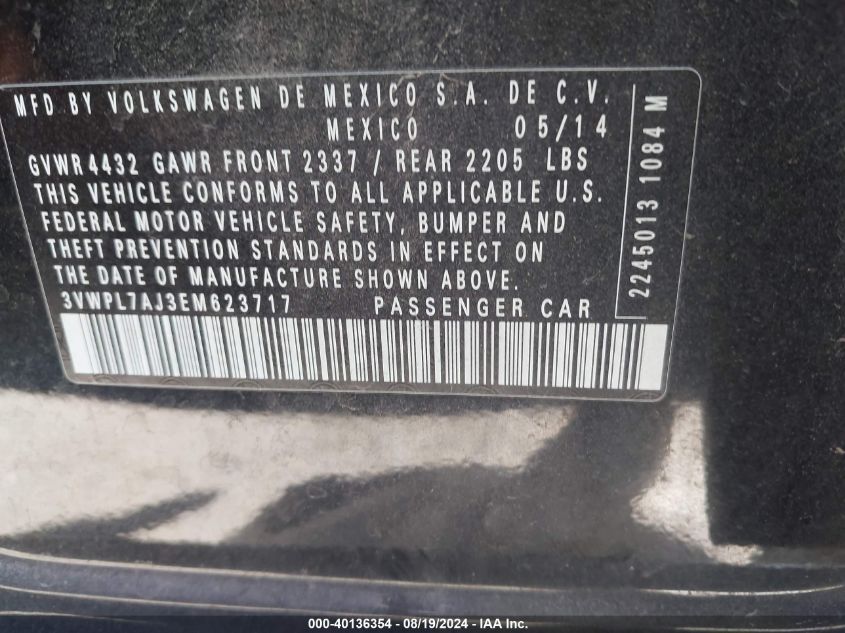 MFD BY VOLKSWAGEN DE MEXICO S.A. DE C.V.
MEXICO 05/14
GVWR 4432 GAWR FRONT 2337 / REAR 2205 LBS
THIS VEHICLE CONFORMS TO ALL APPLICABLE U.S.
FEDERAL MOTOR VEHICLE SAFETY, BUMPER AND
THEFT PREVENTION STANDARDS IN EFFECT ON
THE DATE OF MANUFACTURE SHOWN ABOVE.
3VWPL7AJ3EM623717 PASSENGER CAR
2245013 1084 M
000-40136354 - 08/19/2024 - IAA Inc.